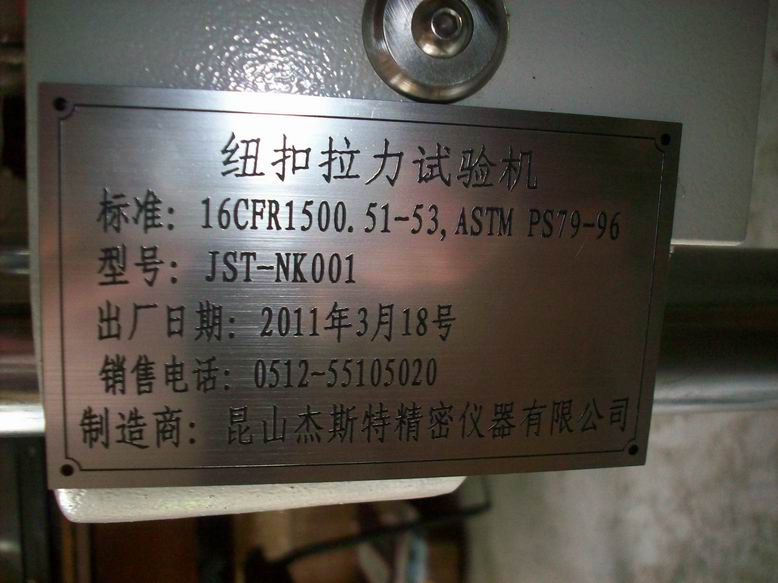 纽扣拉力试验机
标准: 16CFR1500.51-53,ASTM PS79-96
型号: JST-NK001
出厂日期: 2011年3月18号
销售电话: 0512-55105020
制造商: 昆山杰斯特精密仪器有限公司